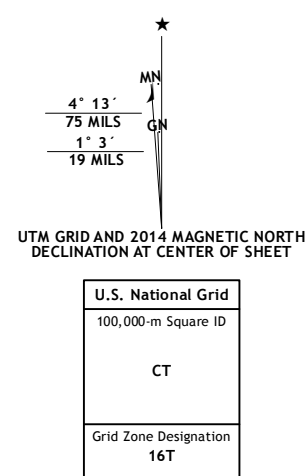 ★
MN
4° 13´
75 MILS
GN
1° 3´
19 MILS
UTM GRID AND 2014 MAGNETIC NORTH
DECLINATION AT CENTER OF SHEET
U.S. National Grid
100,000-m Square ID
CT
Grid Zone Designation
16T